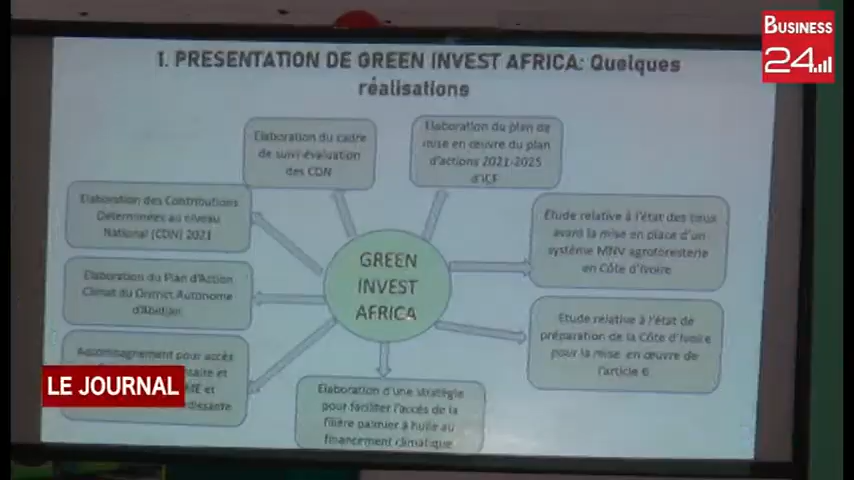 BUSINESS
24
I. PRESENTATION DE GREEN INVEST AFRICA: Quelques
réalisations
Elaboration du cadre
de suivi-évaluation
des CDN
Elaboration du plan de
mise en œuvre du plan
d'actions 2021-2025
d'ICF
Elaboration des Contributions
Déterminées au niveau
National (CDN) 2021
Etude relative à l'état des lieux
avant la mise en place d'un
système MNV agroforesterie
en Côte d'Ivoire
GREEN
INVEST
AFRICA
Elaboration du Plan d'Action
Climat du District Autonome
d'Abidjan
Etude relative à l'état de
préparation de la Côte d'Ivoire
pour la mise en œuvre de
l'article 6
Accompagnement pour accès
et
et
LE JOURNAL
Elaboration d'une stratégie
pour faciliter l'accès de la
filière palmier à huile au
financement climatique